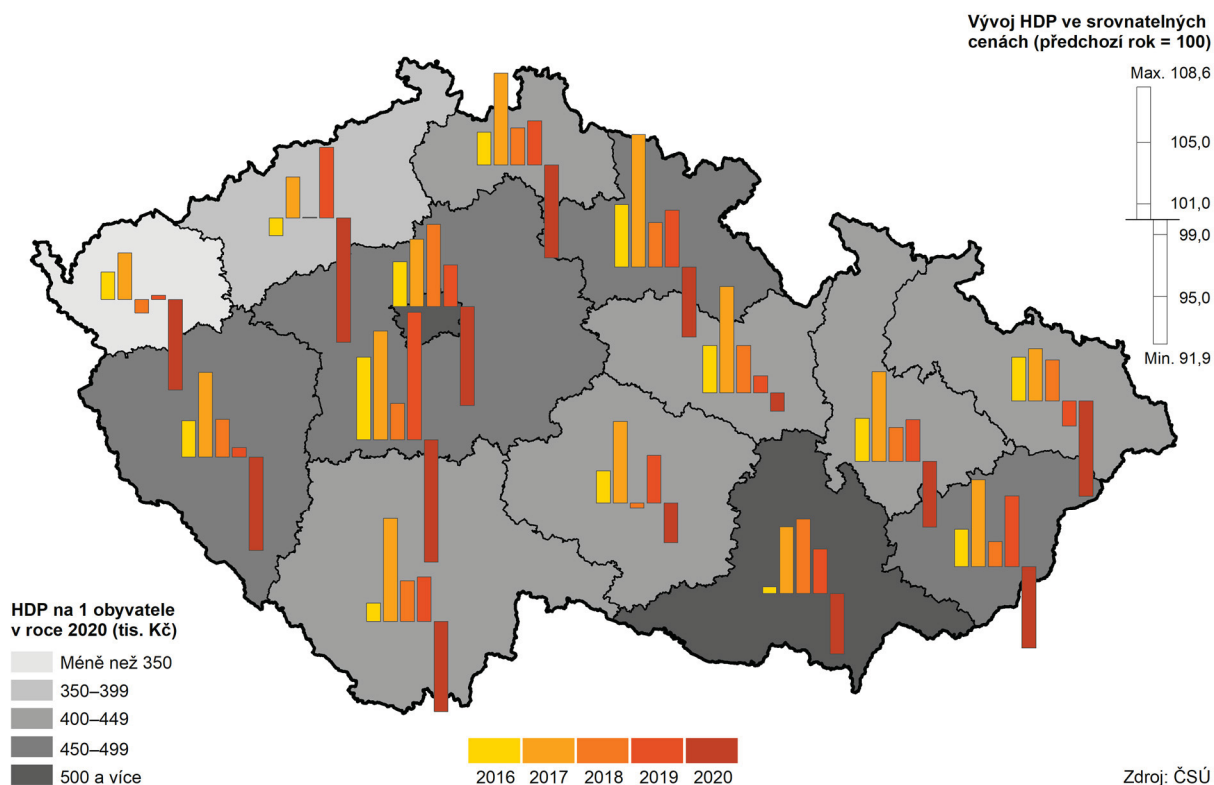 Vývoj HDP ve srovnatelných
cenách (předchozí rok = 100)
Max. 108,6
105,0
101,0
99,0
95,0
Min. 91,9
HDP na 1 obyvatele
v roce 2020 (tis. Kč)
Méně než 350
350–399
400–449
450–499
500 a více
2016 2017 2018 2019 2020
Zdroj: ČSÚ